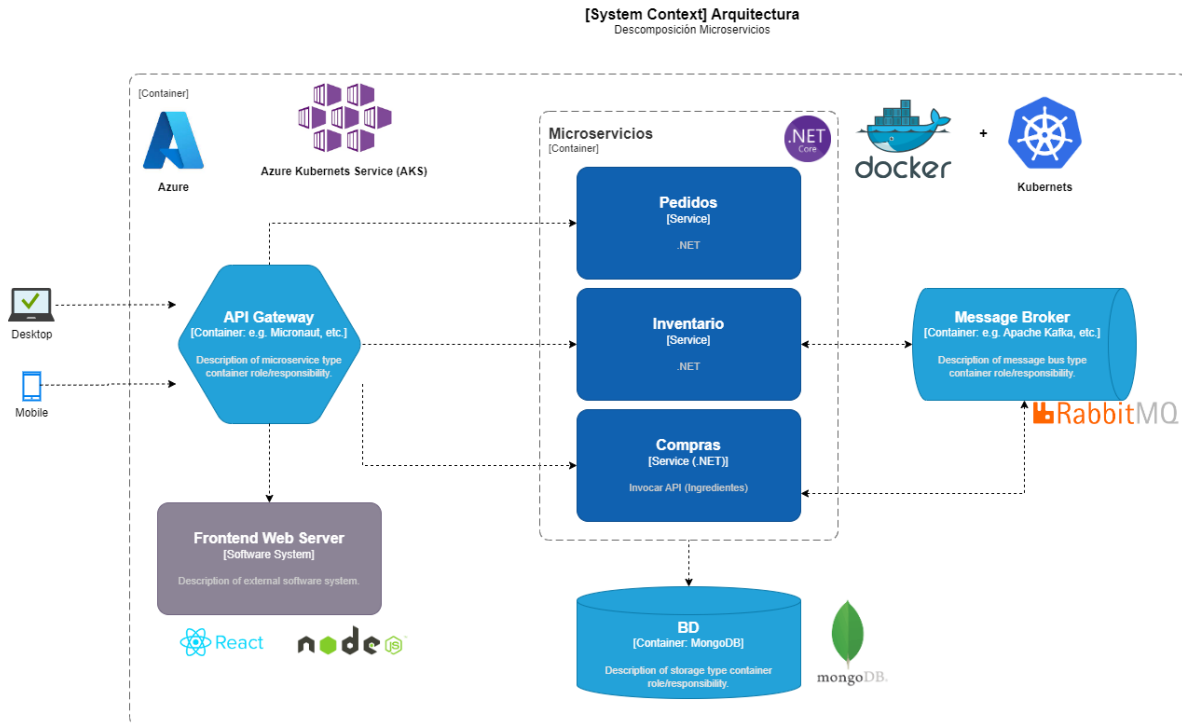 [System Context] Arquitectura
Descomposición Microservicios
[Container]
Azure
Azure Kubernets Service (AKS)
Microservicios
[Container]
.NET
Core
docker
+
Kubernets
Pedidos
[Service]
.NET
Desktop
Mobile
API Gateway
[Container: e.g. Micronaut, etc.]
Description of microservice type
container role/responsibility.
Inventario
[Service]
.NET
Message Broker
[Container: e.g. Apache Kafka, etc.]
Description of message bus type
container role/responsibility.
RabbitMQ
Compras
[Service (.NET)]
Invocar API (Ingredientes)
Frontend Web Server
[Software System]
Description of external software system.
React
node
JS
BD
[Container: MongoDB]
Description of storage type container
role/responsibility.
mongoDB.